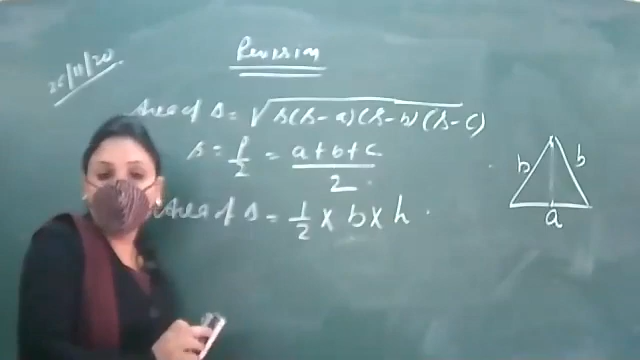 Revision
26/11/20
Area of Δ = √s(s-a)(s-b)(s-c)
s = P/2 = a+b+c/2
Area of Δ = 1/2 × b × h
b b
a